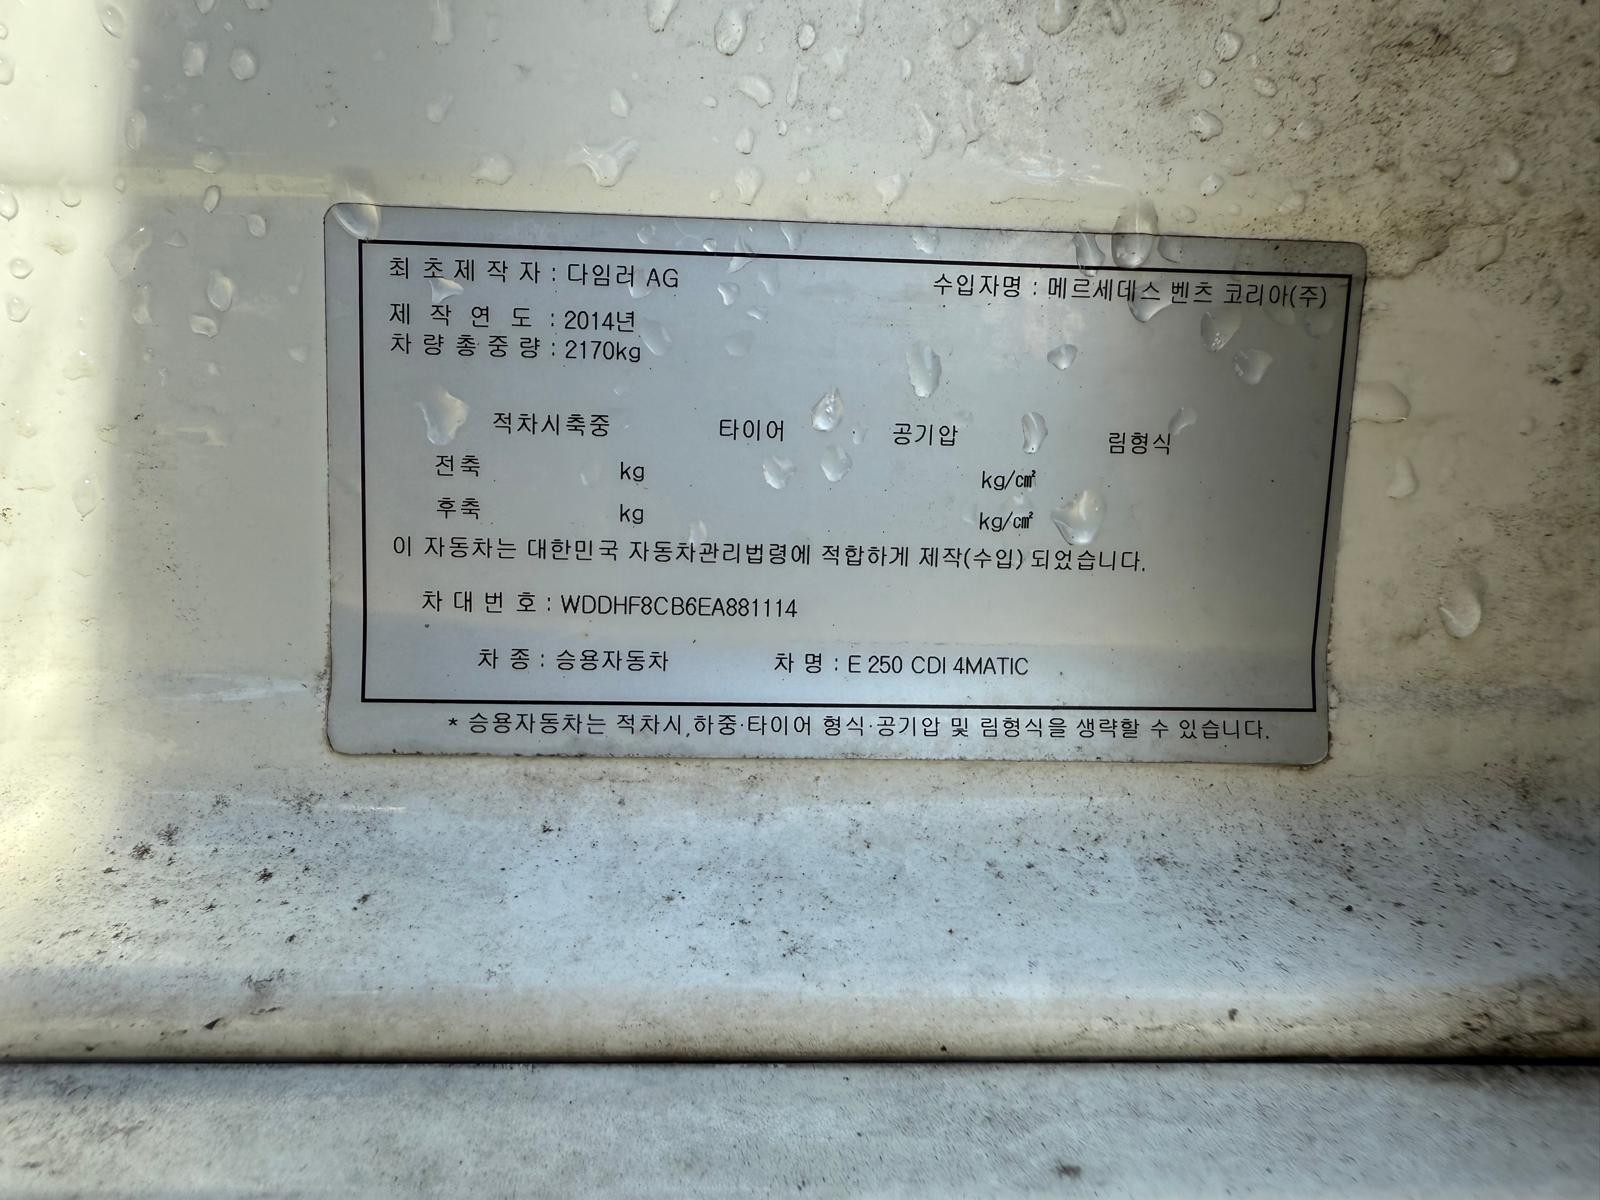 최 초 제 작 자 : 다임러 AG 수입자명 : 메르세데스 벤츠 코리아(주)
제 작 연 도 : 2014년
차 량 총 중 량 : 2170kg
적차시축중 타이어 공기압 림형식
전축 kg kg/㎠
후축 kg kg/㎠
이 자동차는 대한민국 자동차관리법령에 적합하게 제작(수입) 되었습니다.
차 대 번 호 : WDDHF8CB6EA881114
차 종 : 승용자동차 차 명 : E 250 CDI 4MATIC
* 승용자동차는 적차시,하중·타이어 형식·공기압 및 림형식을 생략할 수 있습니다.